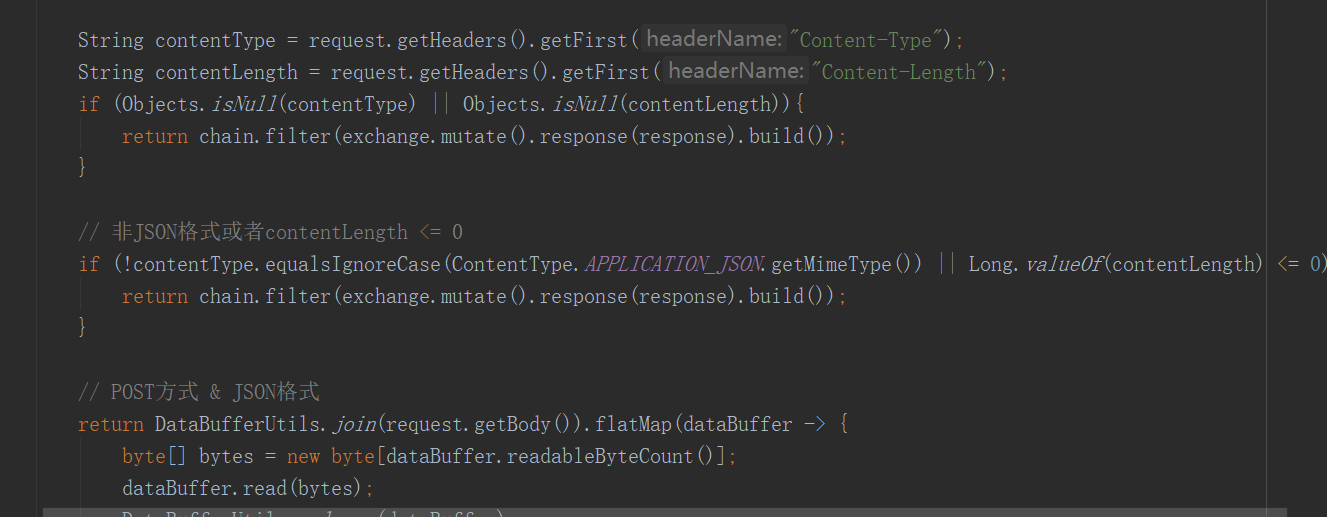 String contentType = request.getHeaders().getFirst( headerName: "Content-Type");
String contentLength = request.getHeaders().getFirst( headerName: "Content-Length");
if (Objects.isNull(contentType) || Objects.isNull(contentLength)){
return chain.filter(exchange.mutate().response(response).build());
}
// 非JSON格式或者contentLength <= 0
if (!contentType.equalsIgnoreCase(ContentType.APPLICATION_JSON.getMimeType()) || Long.valueOf(contentLength) <= 0)
return chain.filter(exchange.mutate().response(response).build());
}
// POST方式 & JSON格式
return DataBufferUtils.join(request.getBody()).flatMap(dataBuffer -> {
byte[] bytes = new byte[dataBuffer.readableByteCount()];
dataBuffer.read(bytes);